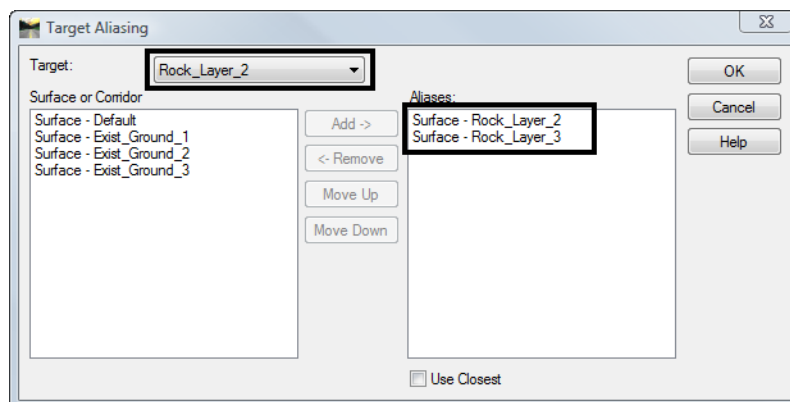 Target Aliasing
Target:
Rock_Layer_2
Surface or Corridor
Surface - Default
Surface - Exist_Ground_1
Surface - Exist_Ground_2
Surface - Exist_Ground_3
Add ->
<- Remove
Move Up
Move Down
Aliases:
Surface - Rock_Layer_2
Surface - Rock_Layer_3
Use Closest
OK
Cancel
Help